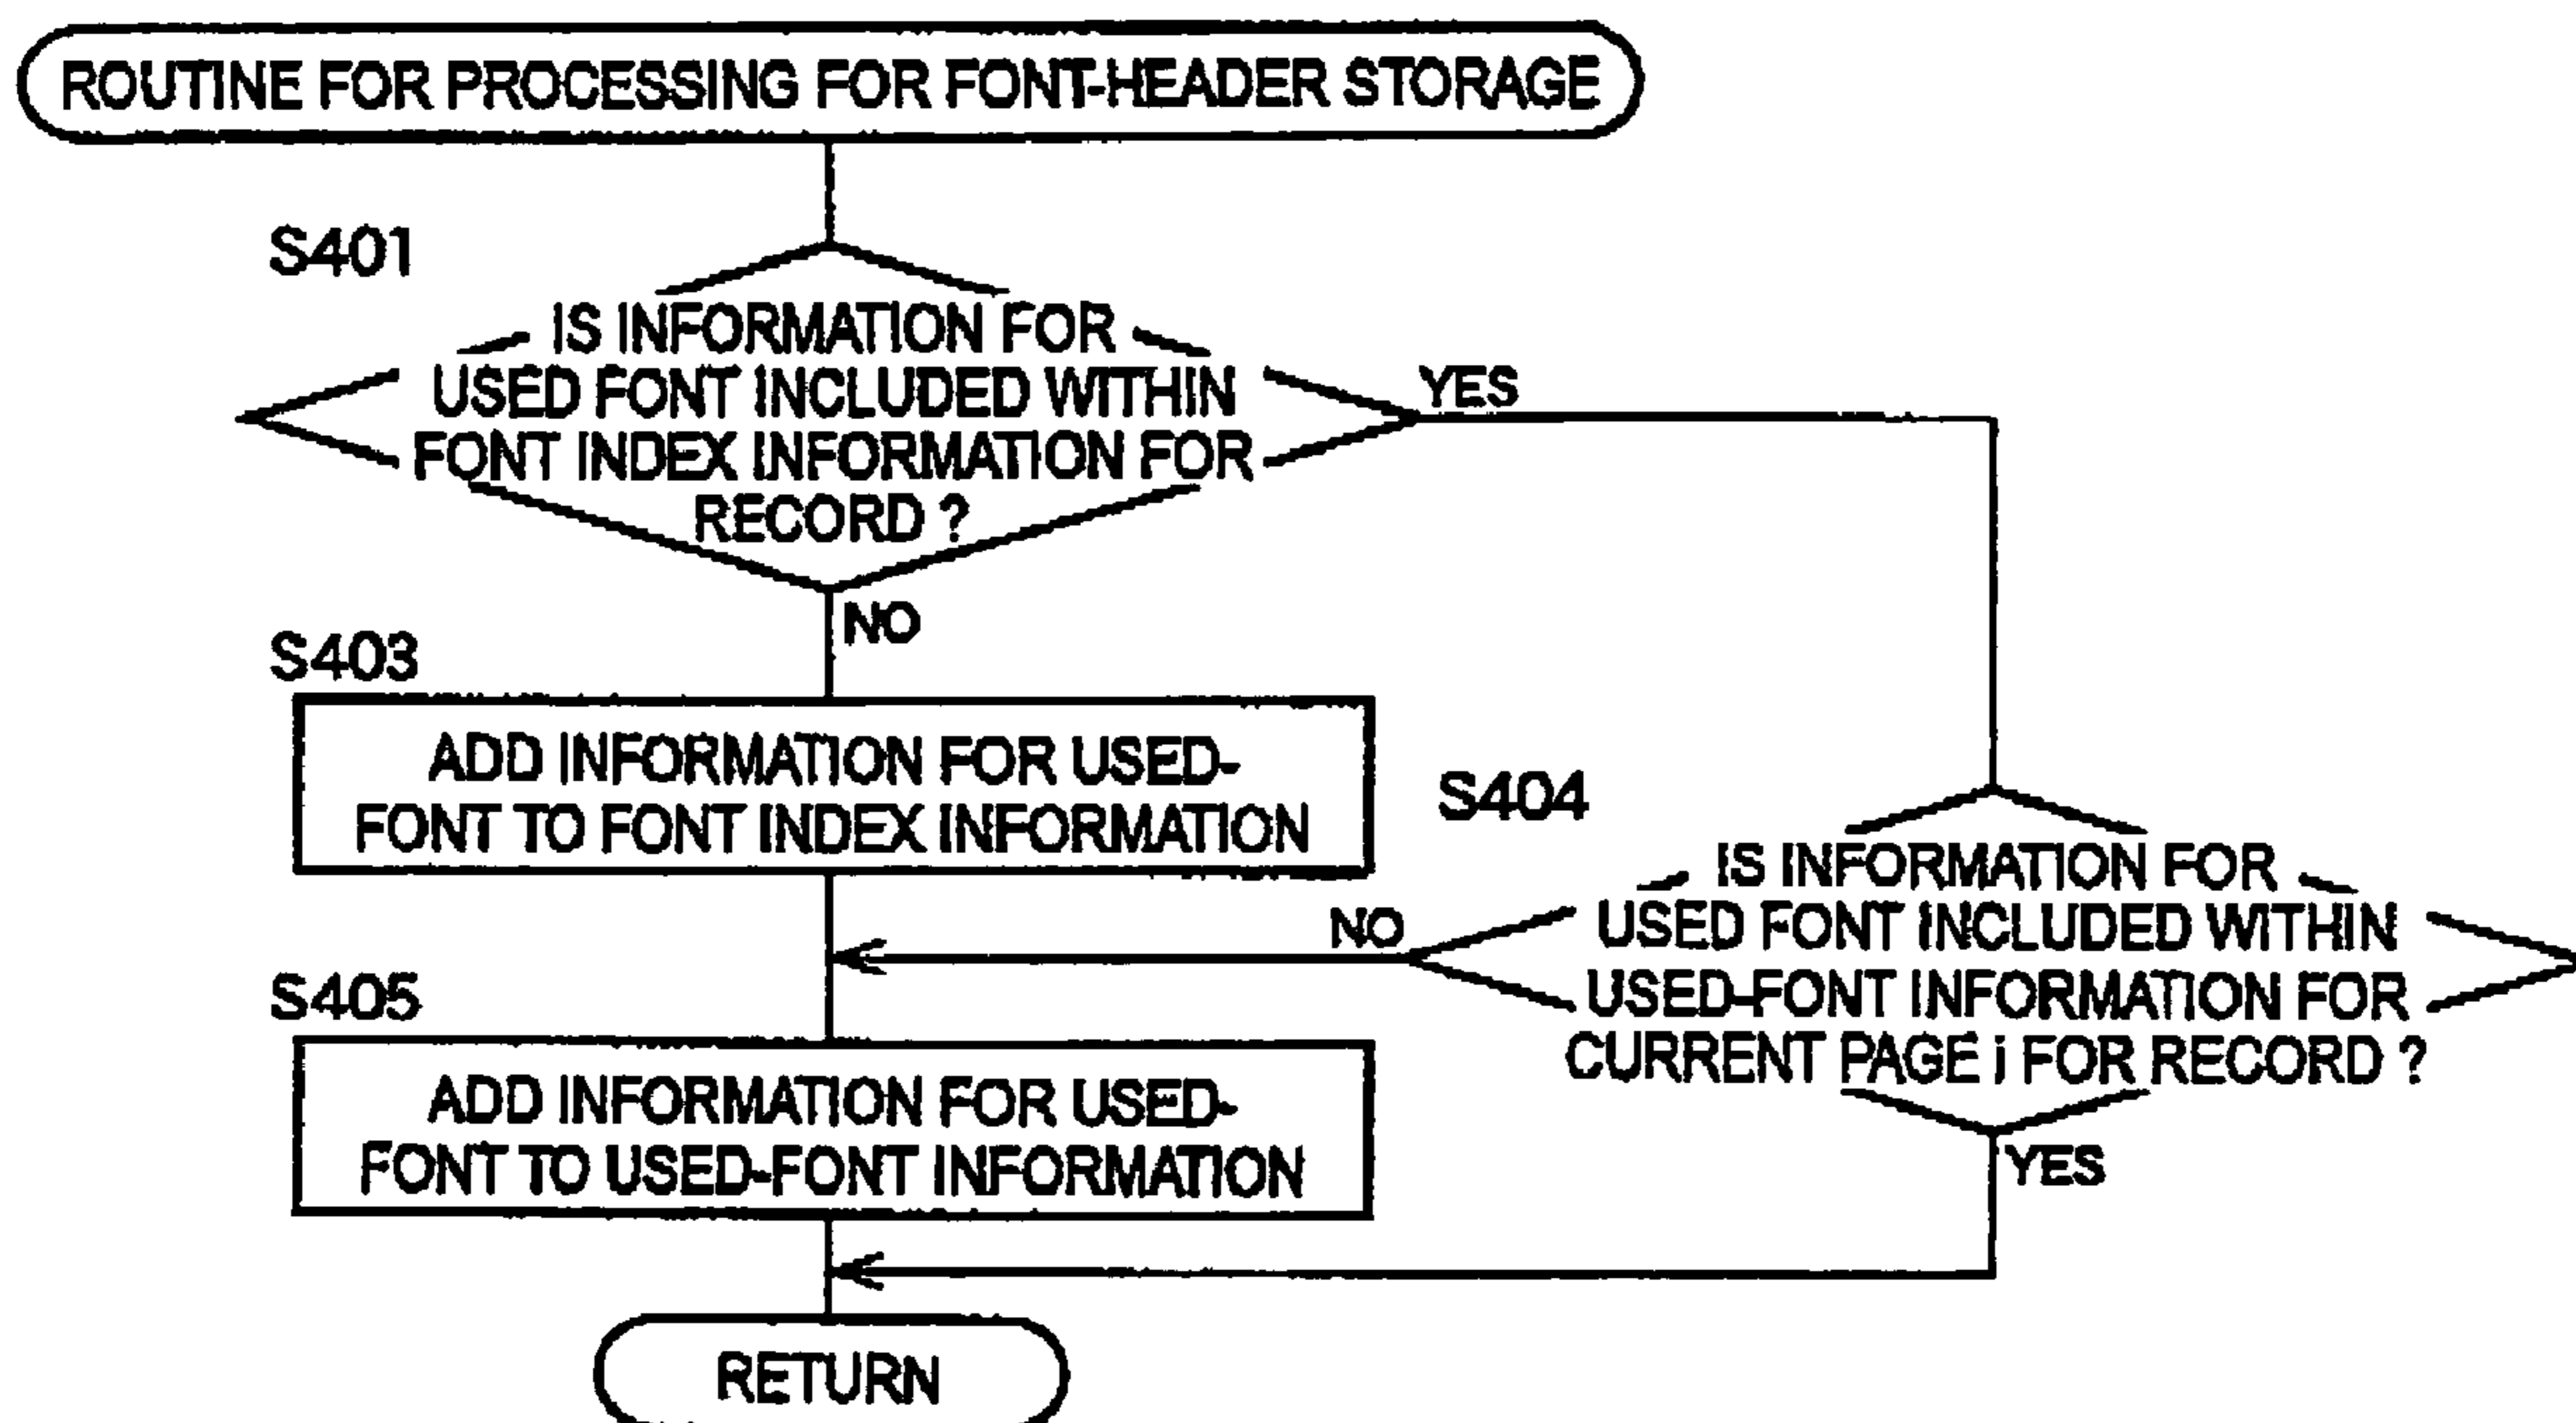 ROUTINE FOR PROCESSING FOR FONT-HEADER STORAGE
S401
IS INFORMATION FOR
USED FONT INCLUDED WITHIN
FONT INDEX INFORMATION FOR
RECORD ?
YES
NO
S403
ADD INFORMATION FOR USED-
FONT TO FONT INDEX INFORMATION
S404
IS INFORMATION FOR
USED FONT INCLUDED WITHIN
USED-FONT INFORMATION FOR
CURRENT PAGE i FOR RECORD ?
NO
YES
S405
ADD INFORMATION FOR USED-
FONT TO USED-FONT INFORMATION
RETURN